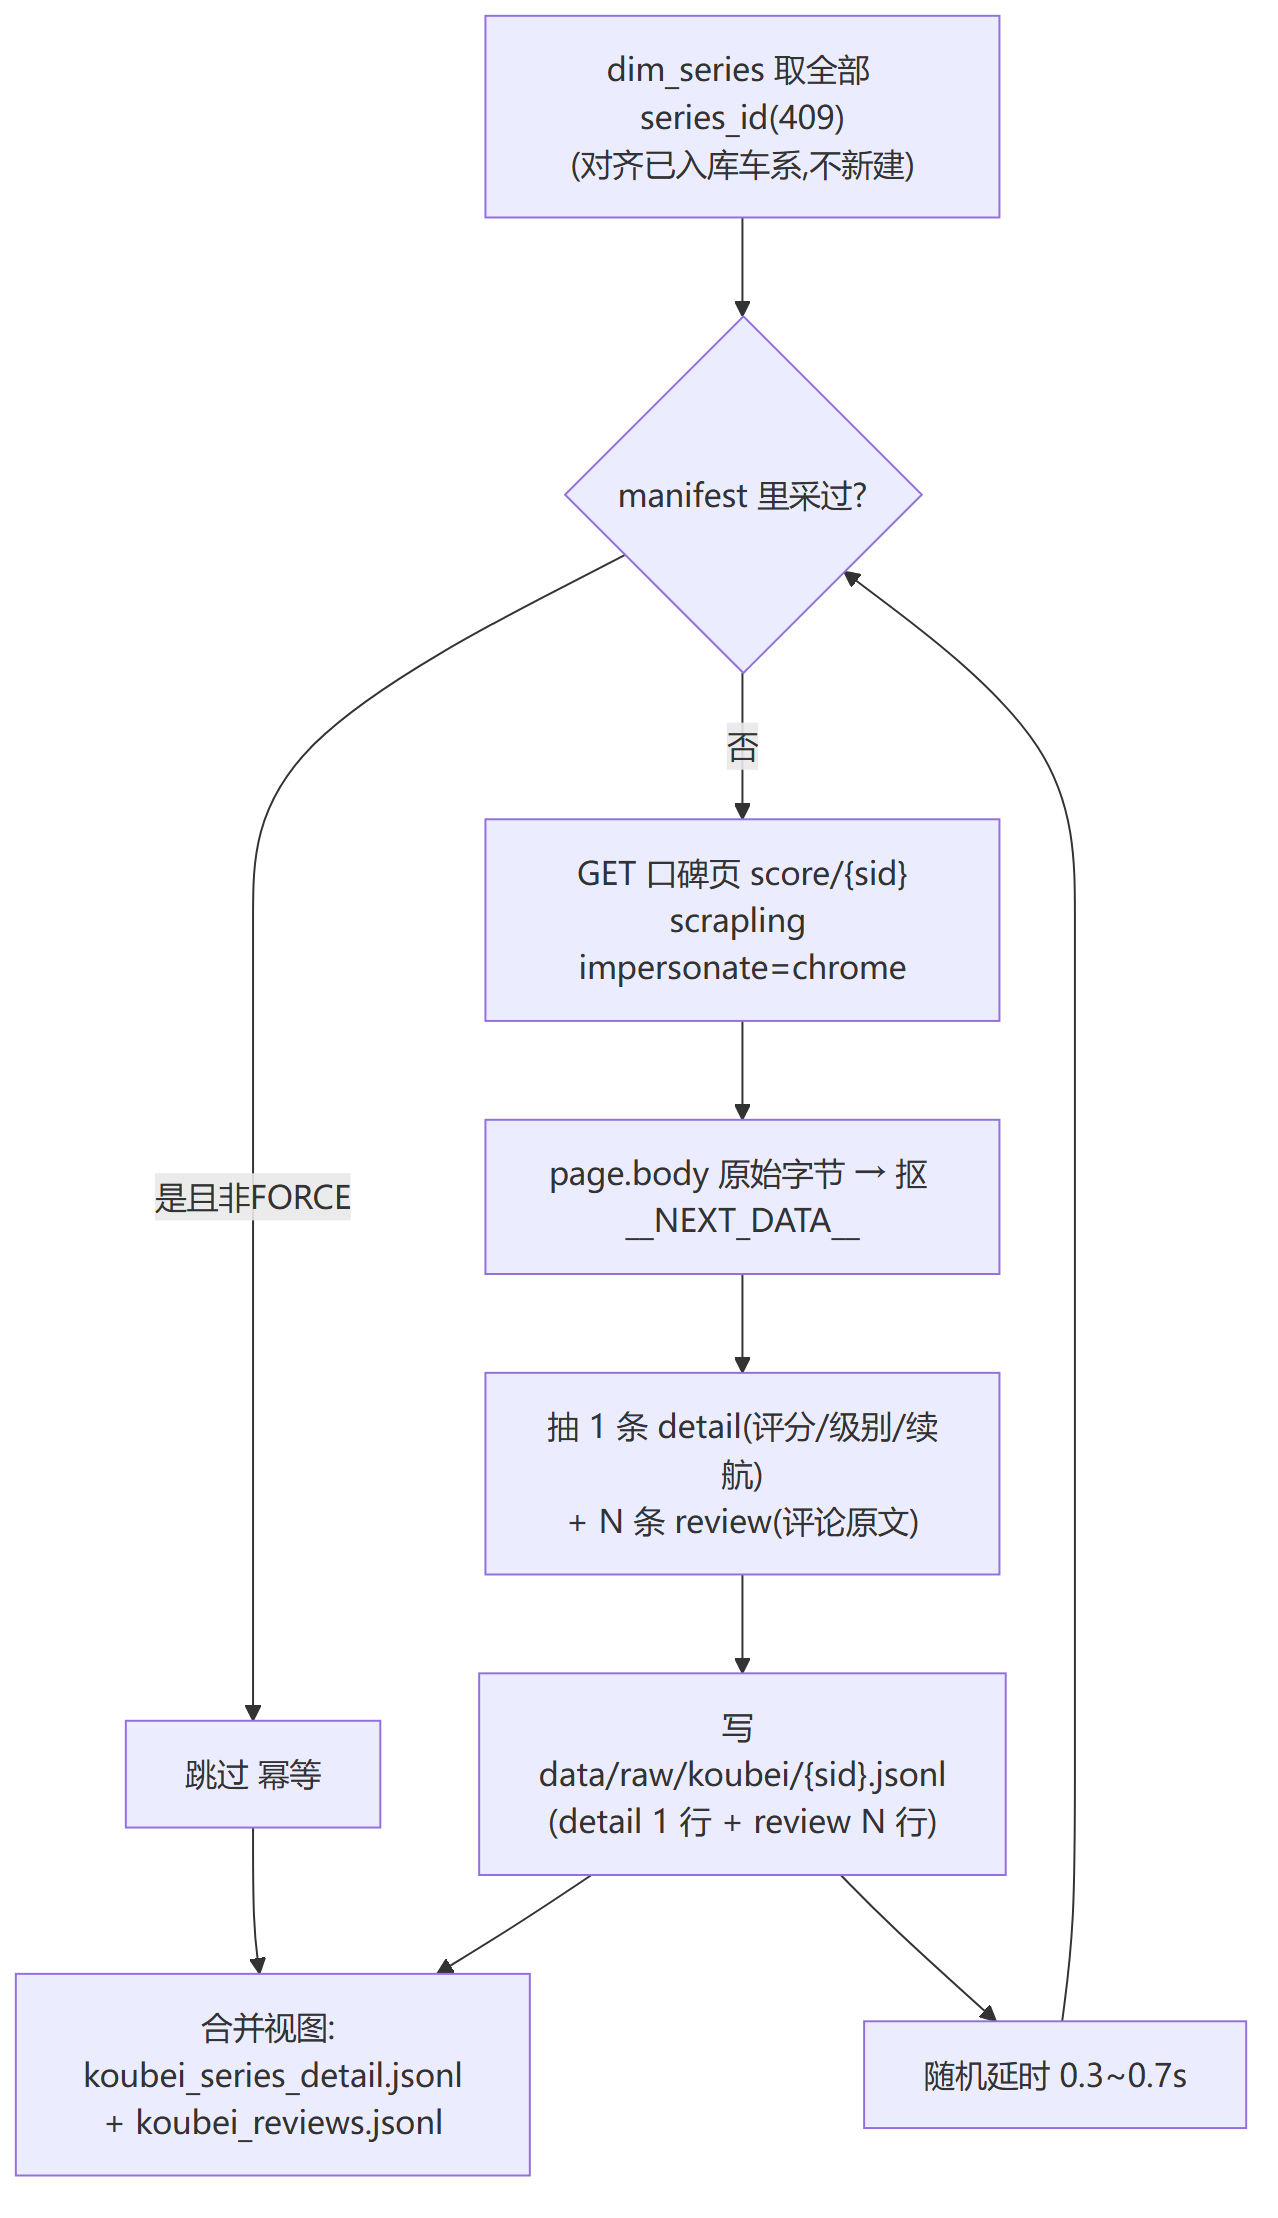 dim_series 取全部
series_id(409)
(对齐已入库车系,不新建)
manifest 里采过?
否
GET 口碑页 score/{sid}
scrapling
impersonate=chrome
page.body 原始字节 → 抠
__NEXT_DATA__
是且非FORCE
抽 1 条 detail(评分/级别/续
航)
+ N 条 review(评论原文)
写
data/raw/koubei/{sid}.jsonl
(detail 1 行 + review N 行)
跳过 幂等
合并视图:
koubei_series_detail.jsonl
+ koubei_reviews.jsonl
随机延时 0.3~0.7s